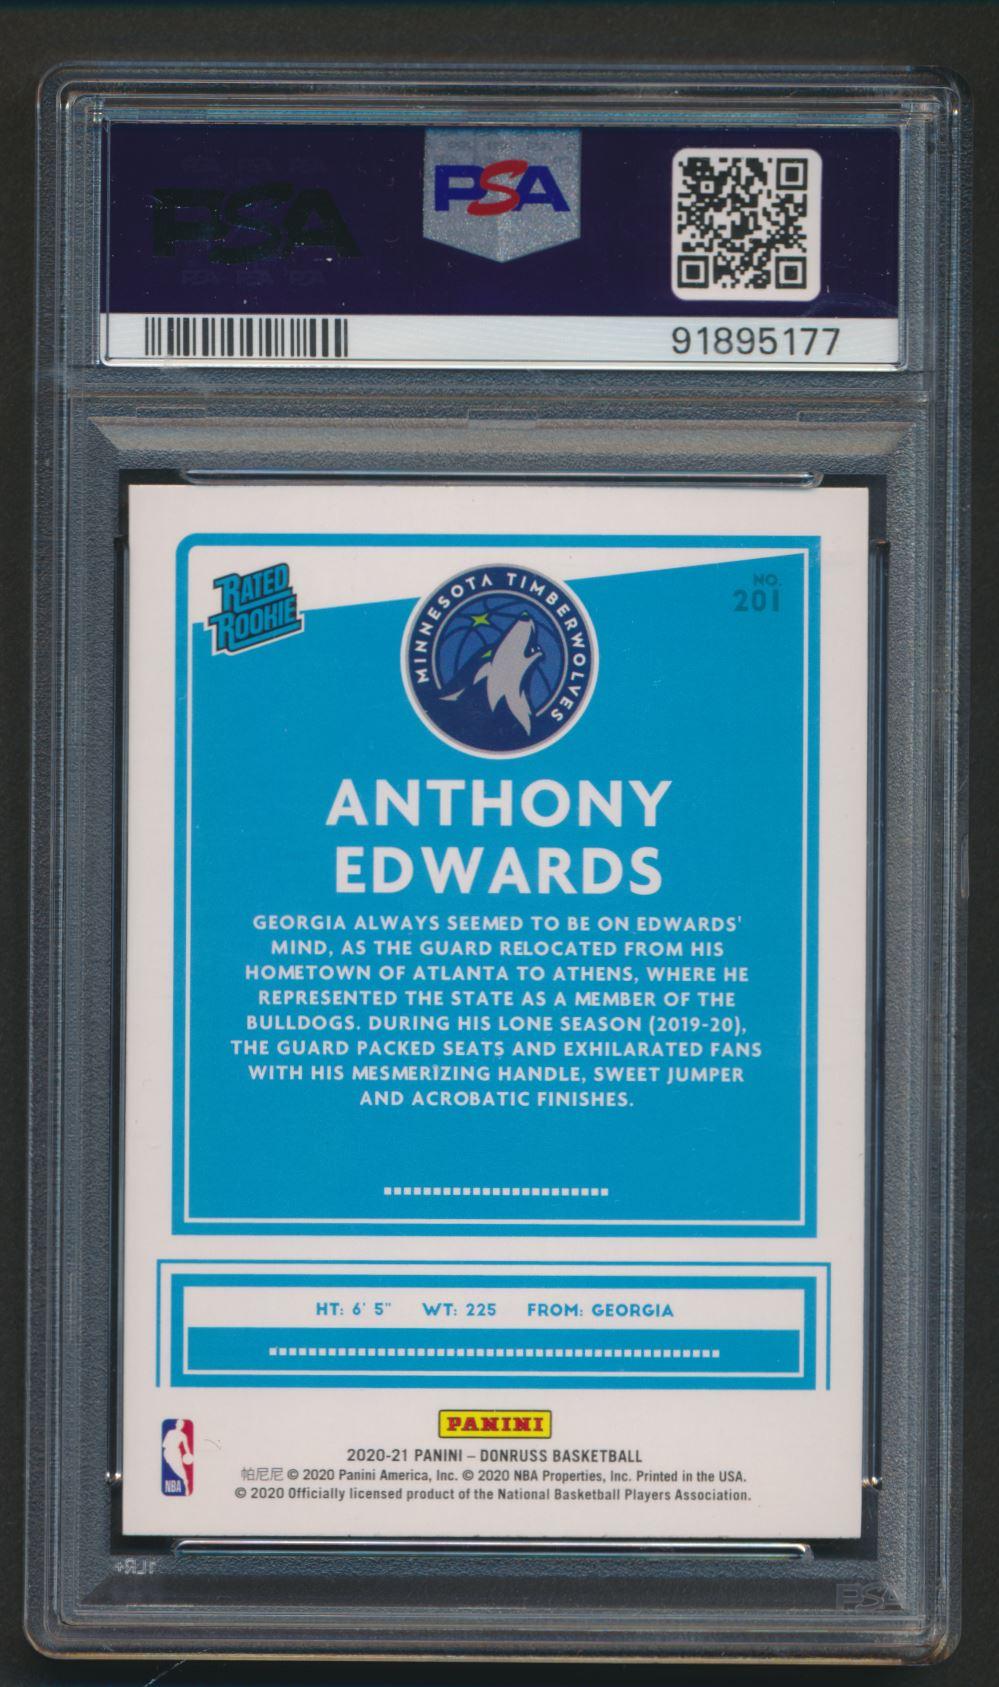 PSA
PSA
91895177
RATED
ROOKIE
MINNESOTA TIMBERWOLVES
NO.
201
ANTHONY
EDWARDS
GEORGIA ALWAYS SEEMED TO BE ON EDWARDS'
MIND, AS THE GUARD RELOCATED FROM HIS
HOMETOWN OF ATLANTA TO ATHENS, WHERE HE
REPRESENTED THE STATE AS A MEMBER OF THE
BULLDOGS. DURING HIS LONE SEASON (2019-20),
THE GUARD PACKED SEATS AND EXHILARATED FANS
WITH HIS MESMERIZING HANDLE, SWEET JUMPER
AND ACROBATIC FINISHES.
HT: 6' 5" WT: 225 FROM: GEORGIA
PANINI
NBA
2020-21 PANINI – DONRUSS BASKETBALL
帕尼尼 © 2020 Panini America, Inc. © 2020 NBA Properties, Inc. Printed in the USA.
© 2020 Officially licensed product of the National Basketball Players Association.
PSA